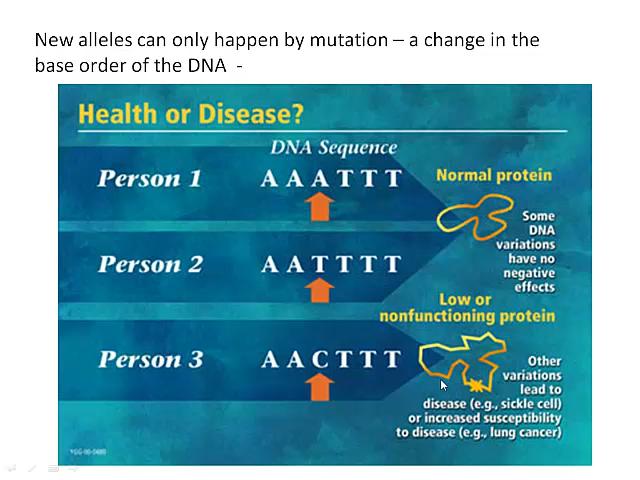 New alleles can only happen by mutation – a change in the
base order of the DNA -
Health or Disease?
DNA Sequence
Person 1 A A A T T T
Normal protein
Some
DNA
variations
have no
negative
effects
Person 2 A A T T T T
Low or
nonfunctioning protein
Person 3 A A C T T T
Other
variations
lead to
disease (e.g., sickle cell)
or increased susceptibility
to disease (e.g., lung cancer)